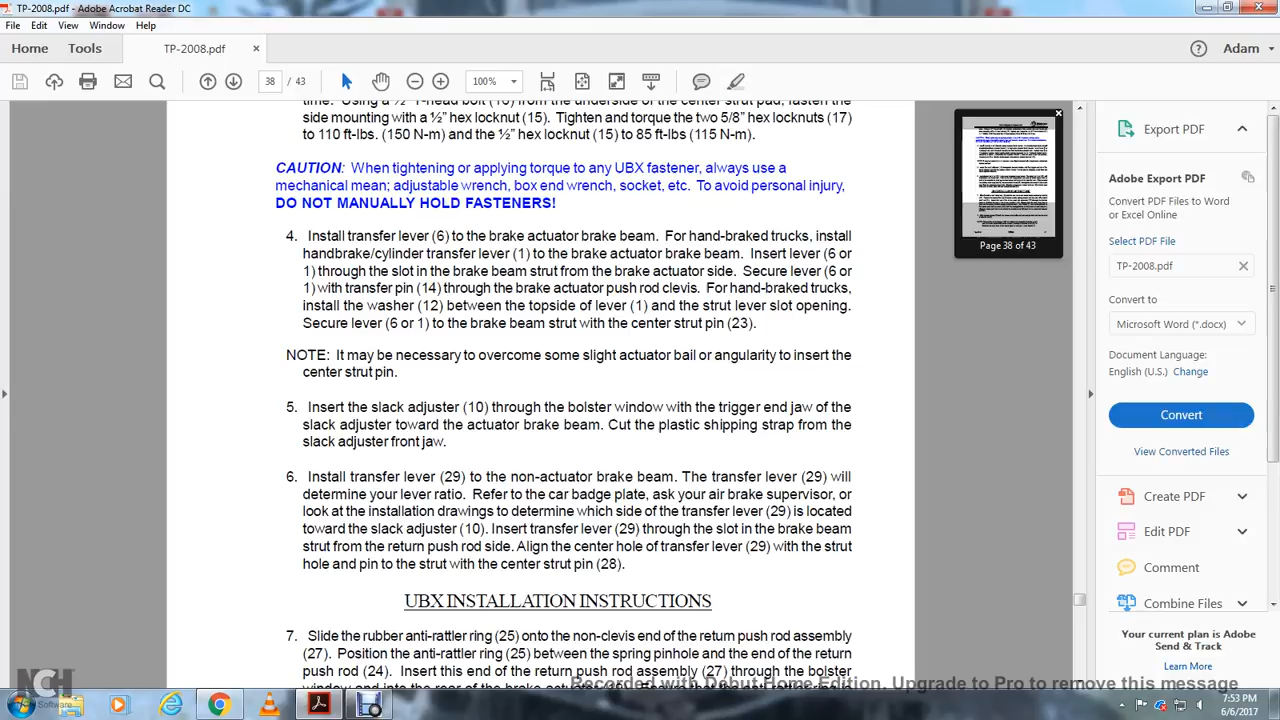 TP-2008.pdf - Adobe Acrobat Reader DC
File Edit View Window Help
Home Tools TP-2008.pdf × Adam
38 / 43 100%
time. Using a ½" T-head bolt (16) from the underside of the center strut pad, fasten the
side mounting with a ½" hex locknut (15). Tighten and torque the two 5/8" hex locknuts (17)
to 110 ft-lbs. (150 N-m) and the ½" hex locknut (15) to 85 ft-lbs (115 N-m).
CAUTION: When tightening or applying torque to any UBX fastener, always use a
mechanical mean; adjustable wrench, box end wrench, socket, etc. To avoid personal injury,
DO NOT MANUALLY HOLD FASTENERS!
4. Install transfer lever (6) to the brake actuator brake beam. For hand-braked trucks, install
handbrake/cylinder transfer lever (1) to the brake actuator brake beam. Insert lever (6 or
1) through the slot in the brake beam strut from the brake actuator side. Secure lever (6 or
1) with transfer pin (14) through the brake actuator push rod clevis. For hand-braked trucks,
install the washer (12) between the topside of lever (1) and the strut lever slot opening.
Secure lever (6 or 1) to the brake beam strut with the center strut pin (23).
NOTE: It may be necessary to overcome some slight actuator bail or angularity to insert the
center strut pin.
5. Insert the slack adjuster (10) through the bolster window with the trigger end jaw of the
slack adjuster toward the actuator brake beam. Cut the plastic shipping strap from the
slack adjuster front jaw.
6. Install transfer lever (29) to the non-actuator brake beam. The transfer lever (29) will
determine your lever ratio. Refer to the car badge plate, ask your air brake supervisor, or
look at the installation drawings to determine which side of the transfer lever (29) is located
toward the slack adjuster (10). Insert transfer lever (29) through the slot in the brake beam
strut from the return push rod side. Align the center hole of transfer lever (29) with the strut
hole and pin to the strut with the center strut pin (28).
UBX INSTALLATION INSTRUCTIONS
7. Slide the rubber anti-rattler ring (25) onto the non-clevis end of the return push rod assembly
(27). Position the anti-rattler ring (25) between the spring pinhole and the end of the return
push rod (24). Insert this end of the return push rod assembly (27) through the bolster
Page 38 of 43
Export PDF
Adobe Export PDF
Convert PDF Files to Word
or Excel Online
Select PDF File
TP-2008.pdf
Convert to
Microsoft Word (*.docx)
Document Language:
English (U.S.) Change
Convert
View Converted Files
Create PDF
Edit PDF
Comment
Combine Files
Your current plan is Adobe
Send & Track
Learn More
Recorded with Debut Home Edition. Upgrade to Pro to remove this message
NCH
Software
7:53 PM
6/6/2017